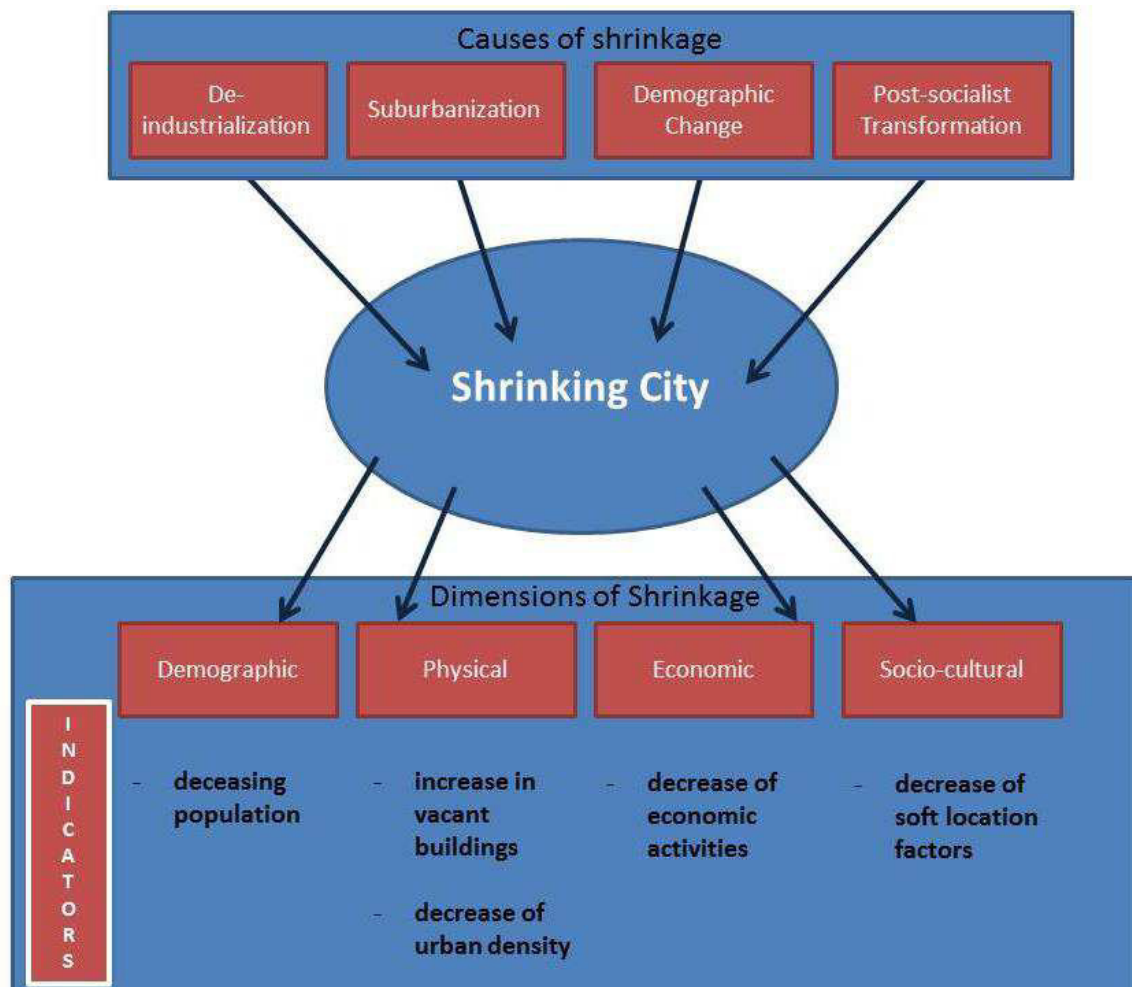 Causes of shrinkage
De-
industrialization
Suburbanization
Demographic
Change
Post-socialist
Transformation
Shrinking City
Dimensions of Shrinkage
Demographic
Physical
Economic
Socio-cultural
I
N
D
I
C
A
T
O
R
S
- deceasing
population
- increase in
vacant
buildings
- decrease of
urban density
- decrease of
economic
activities
- decrease of
soft location
factors